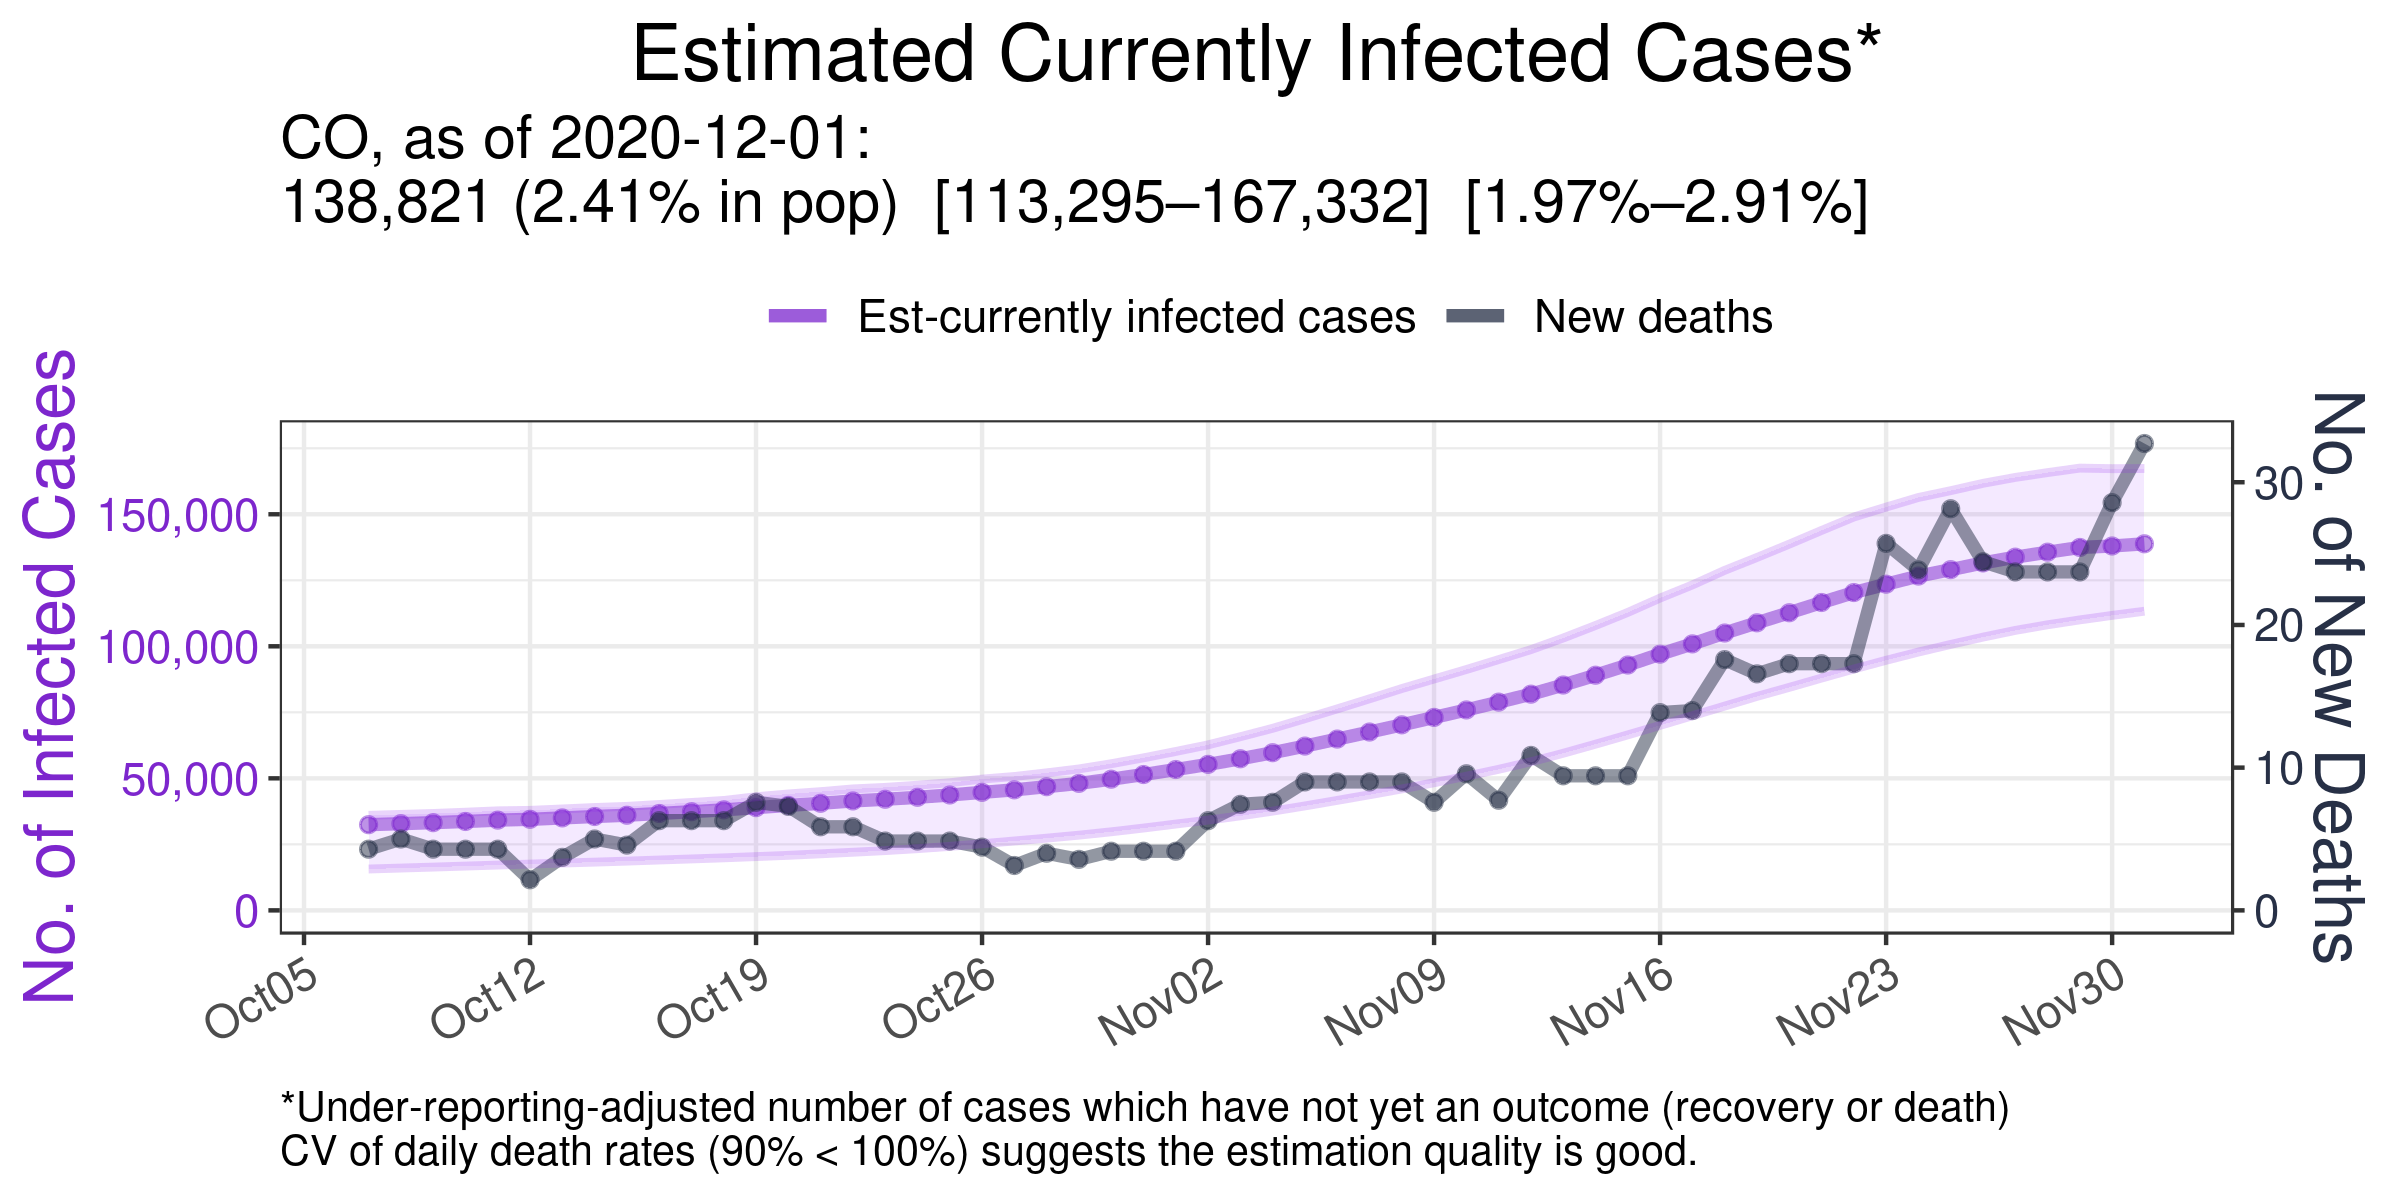 Estimated Currently Infected Cases*
CO, as of 2020-12-01:
138,821 (2.41% in pop)  [113,295–167,332]  [1.97%–2.91%]
Est-currently infected cases
New deaths
No. of Infected Cases
150,000
100,000
50,000
0
No. of New Deaths
30
20
10
0
Oct05
Oct12
Oct19
Oct26
Nov02
Nov09
Nov16
Nov23
Nov30
*Under-reporting-adjusted number of cases which have not yet an outcome (recovery or death)
CV of daily death rates (90% < 100%) suggests the estimation quality is good.